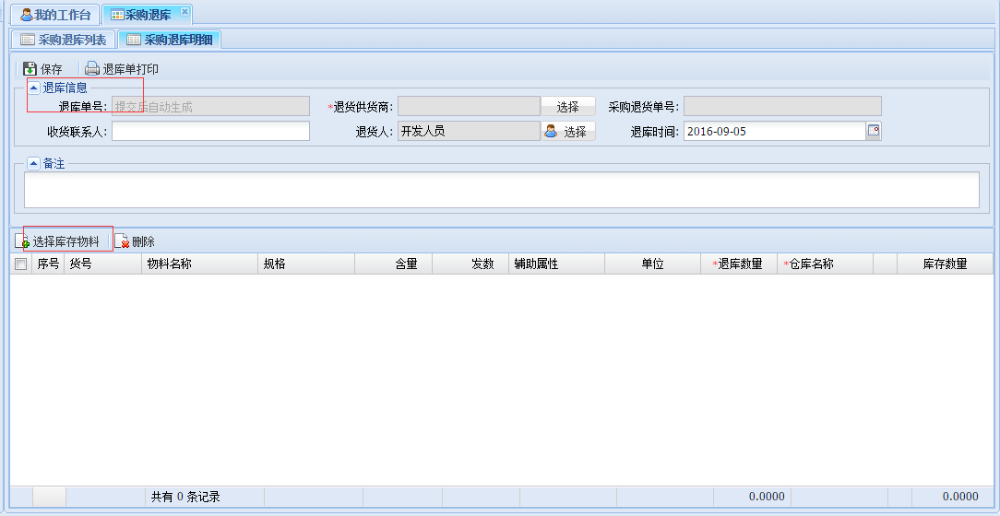 我的工作台 采购退库
采购退库列表 采购退库明细
保存 退库单打印
退库信息
退库单号: 提交后自动生成 *退货供货商: 选择 采购退货单号:
收货联系人: 退货人: 开发人员 选择 退库时间: 2016-09-05
备注
选择库存物料 删除
序号 货号 物料名称 规格 含量 发数 辅助属性 单位 *退库数量 *仓库名称 库存数量
共有 0 条记录 0.0000 0.0000